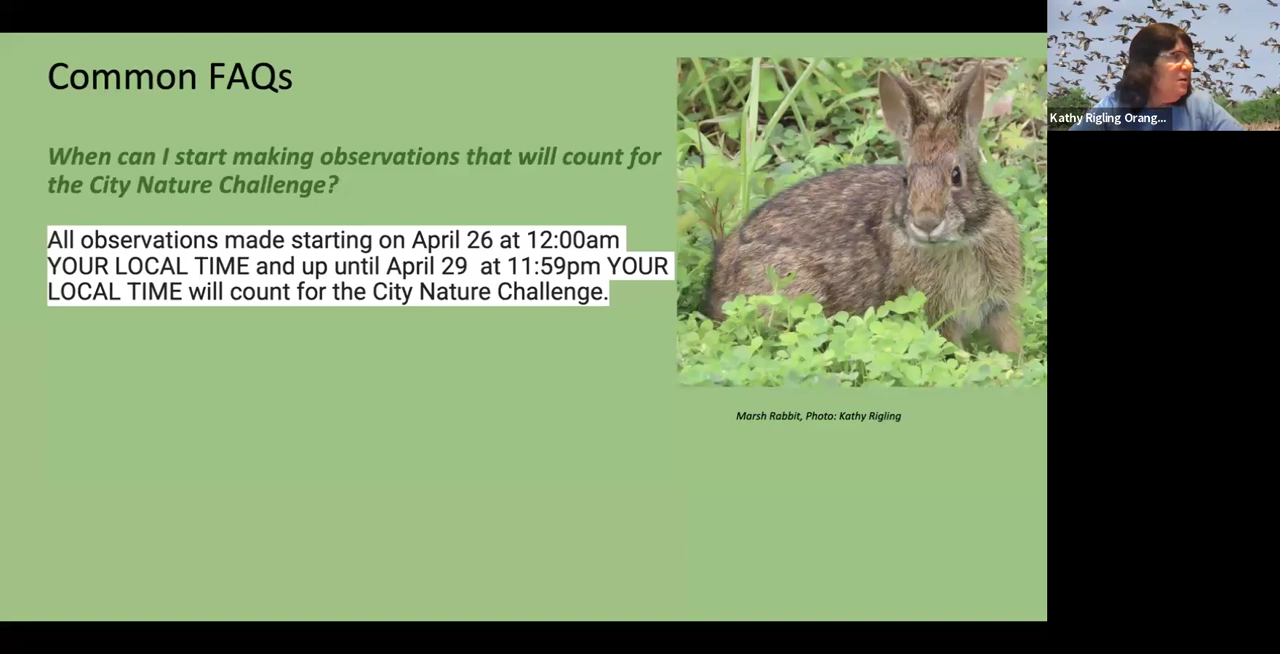 Common FAQs
When can I start making observations that will count for
the City Nature Challenge?
All observations made starting on April 26 at 12:00am
YOUR LOCAL TIME and up until April 29 at 11:59pm YOUR
LOCAL TIME will count for the City Nature Challenge.
Marsh Rabbit, Photo: Kathy Rigling
Kathy Rigling Orang...